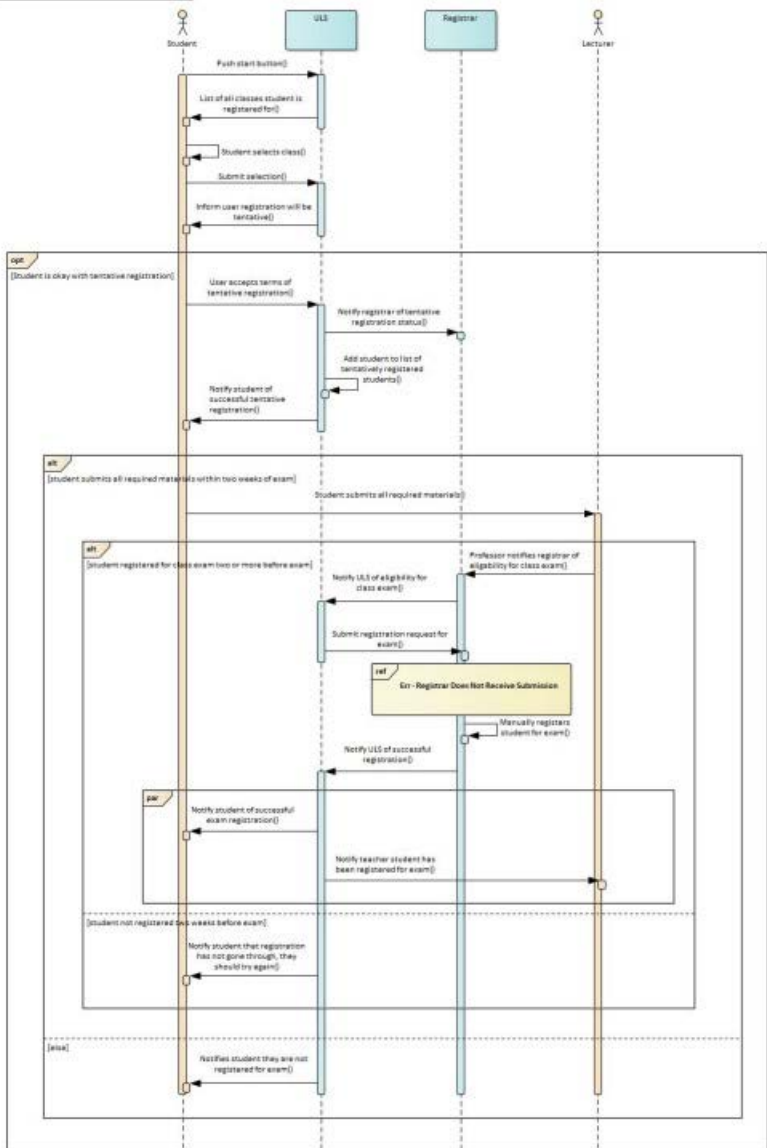 Student
ULS
Registrar
Lecturer
Push start button()
List of all classes student is
registered for()
Student selects class()
Submit selection()
Inform user registration will be
tentative()
opt
[Student is okay with tentative registration]
User accepts terms of
tentative registration()
Notify registrar of tentative
registration status()
Add student to list of
tentatively registered
students()
Notify student of
successful tentative
registration()
alt
[student submits all required materials within two weeks of exam]
Student submits all required materials()
alt
[student registered for class exam two or more before exam]
Professor notifies registrar of
eligibility for class exam()
Notify ULS of eligibility for
class exam()
Submit registration request for
exam()
ref
Err - Registrar Does Not Receive Submission
Manually registers
student for exam()
Notify ULS of successful
registration()
par
Notify student of successful
exam registration()
Notify teacher student has
been registered for exam()
[student not registered two weeks before exam]
Notify student that registration
has not gone through, they
should try again()
[else]
Notifies student they are not
registered for exam()